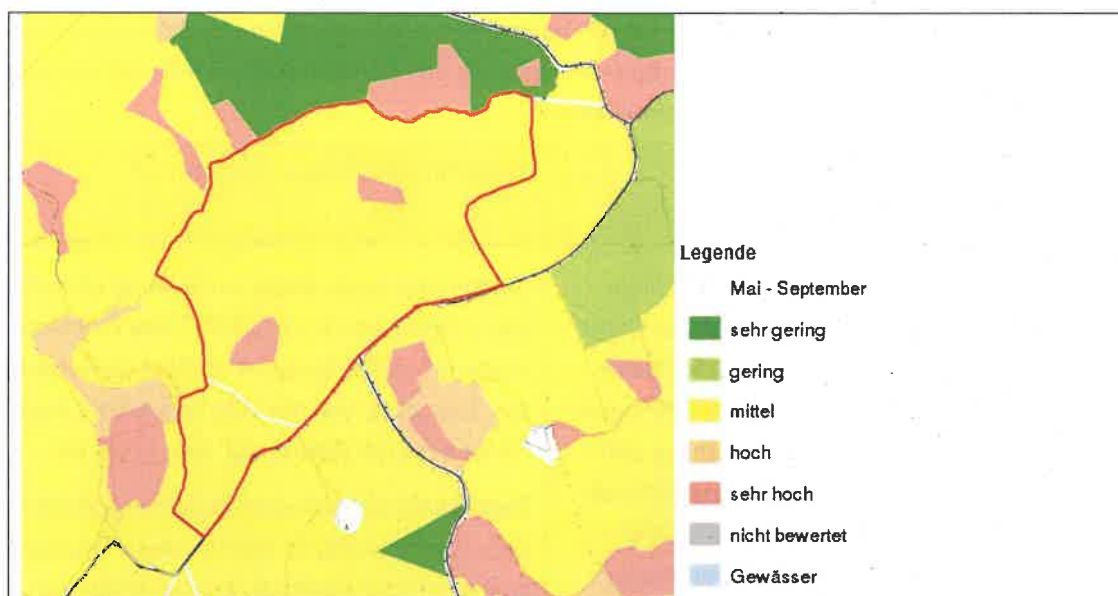 Legende
Mai - September
sehr gering
gering
mittel
hoch
sehr hoch
nicht bewertet
Gewässer